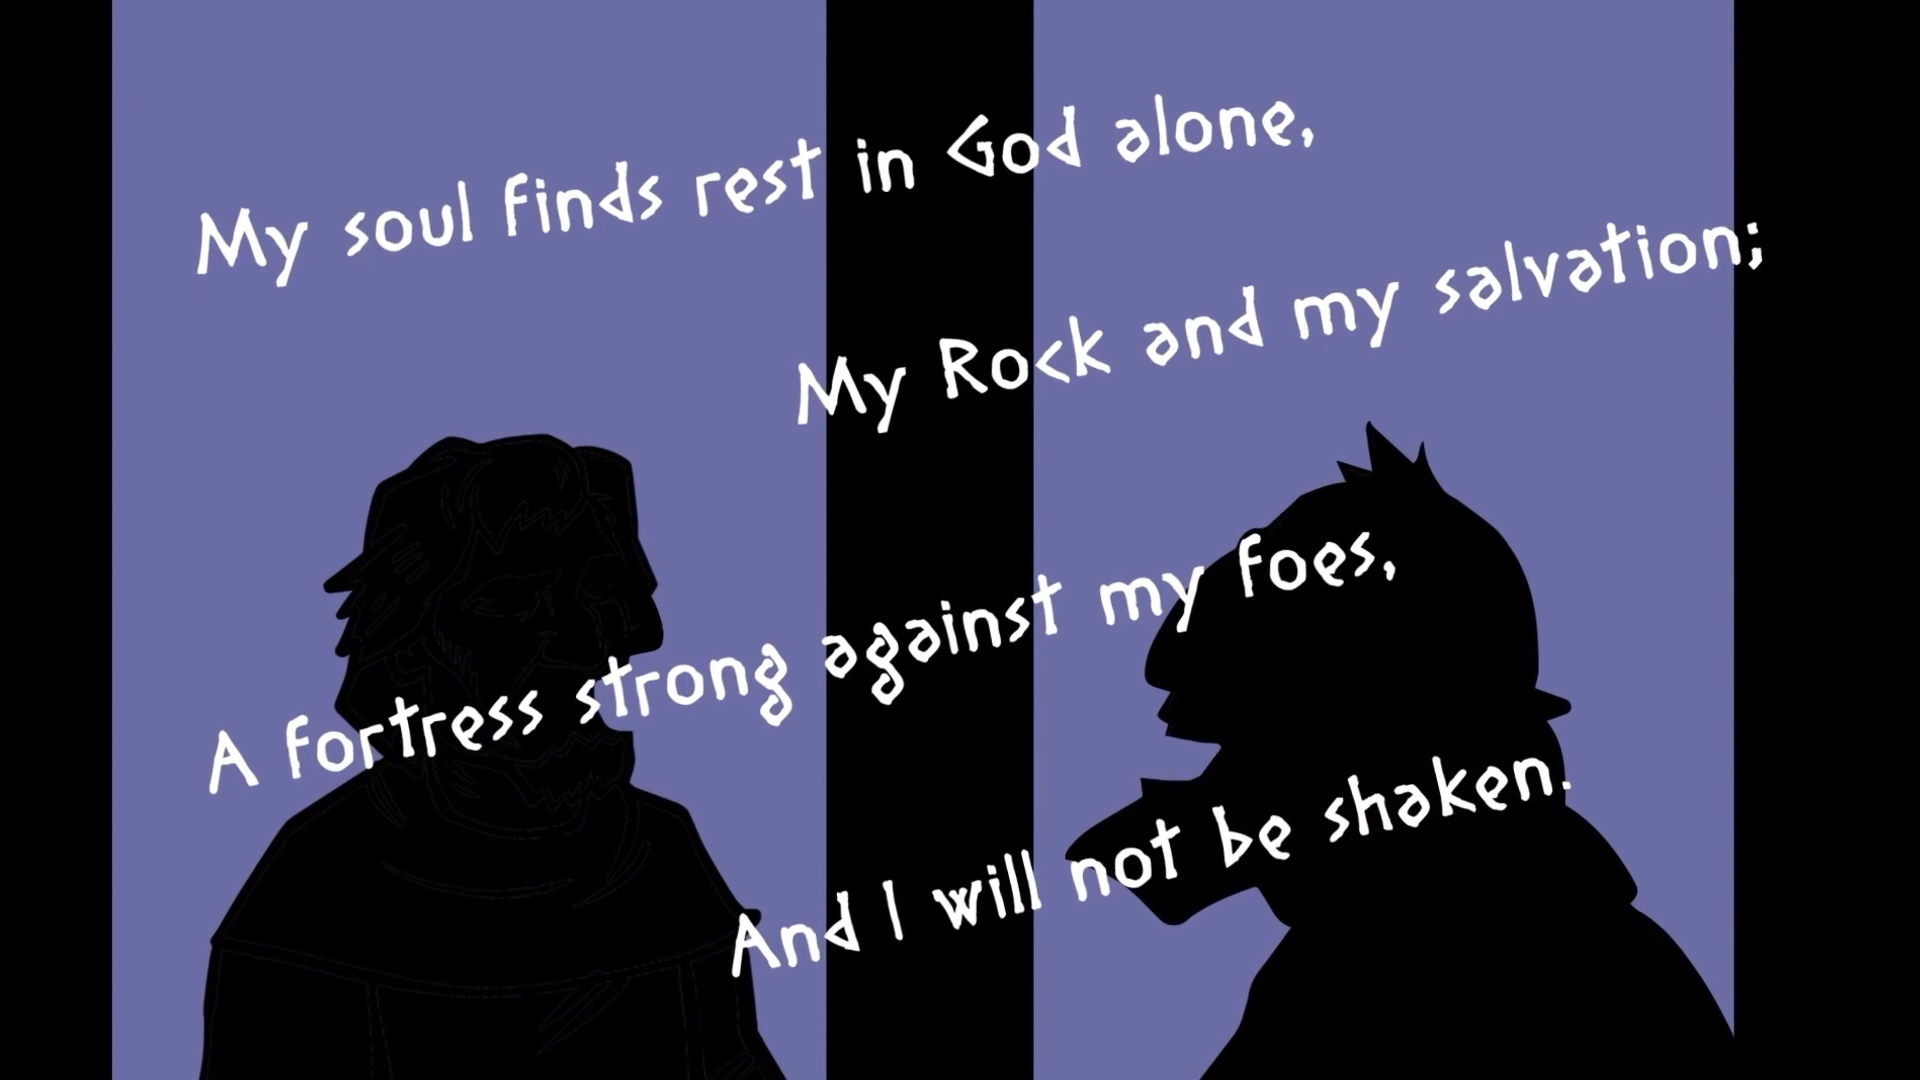 My soul finds rest in God alone,
My Rock and my salvation;
A fortress strong against my foes,
And I will not be shaken.